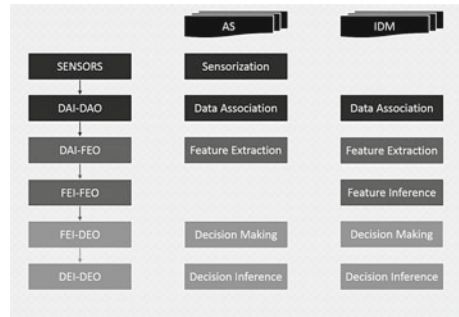 AS IDM
SENSORS Sensorization
DAI-DAO Data Association Data Association
DAI-FEO Feature Extraction Feature Extraction
FEI-FEO Feature Inference
FEI-DEO Decision Making Decision Making
DEI-DEO Decision Inference Decision Inference